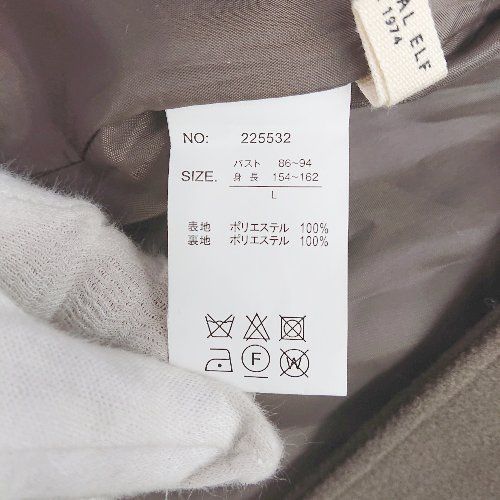 AL ELF
1974
NO: 225532
SIZE. バスト 86~94
身長 154~162
L
表地 ポリエステル 100%
裏地 ポリエステル 100%
F W